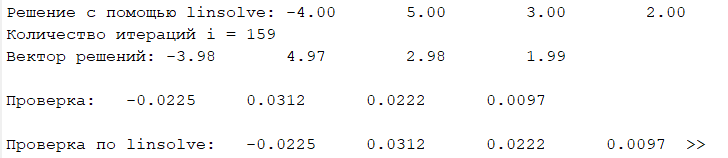 Решение с помощью linsolve: -4.00 5.00 3.00 2.00
Количество итераций i = 159
Вектор решений: -3.98 4.97 2.98 1.99
Проверка: -0.0225 0.0312 0.0222 0.0097
Проверка по linsolve: -0.0225 0.0312 0.0222 0.0097 >>